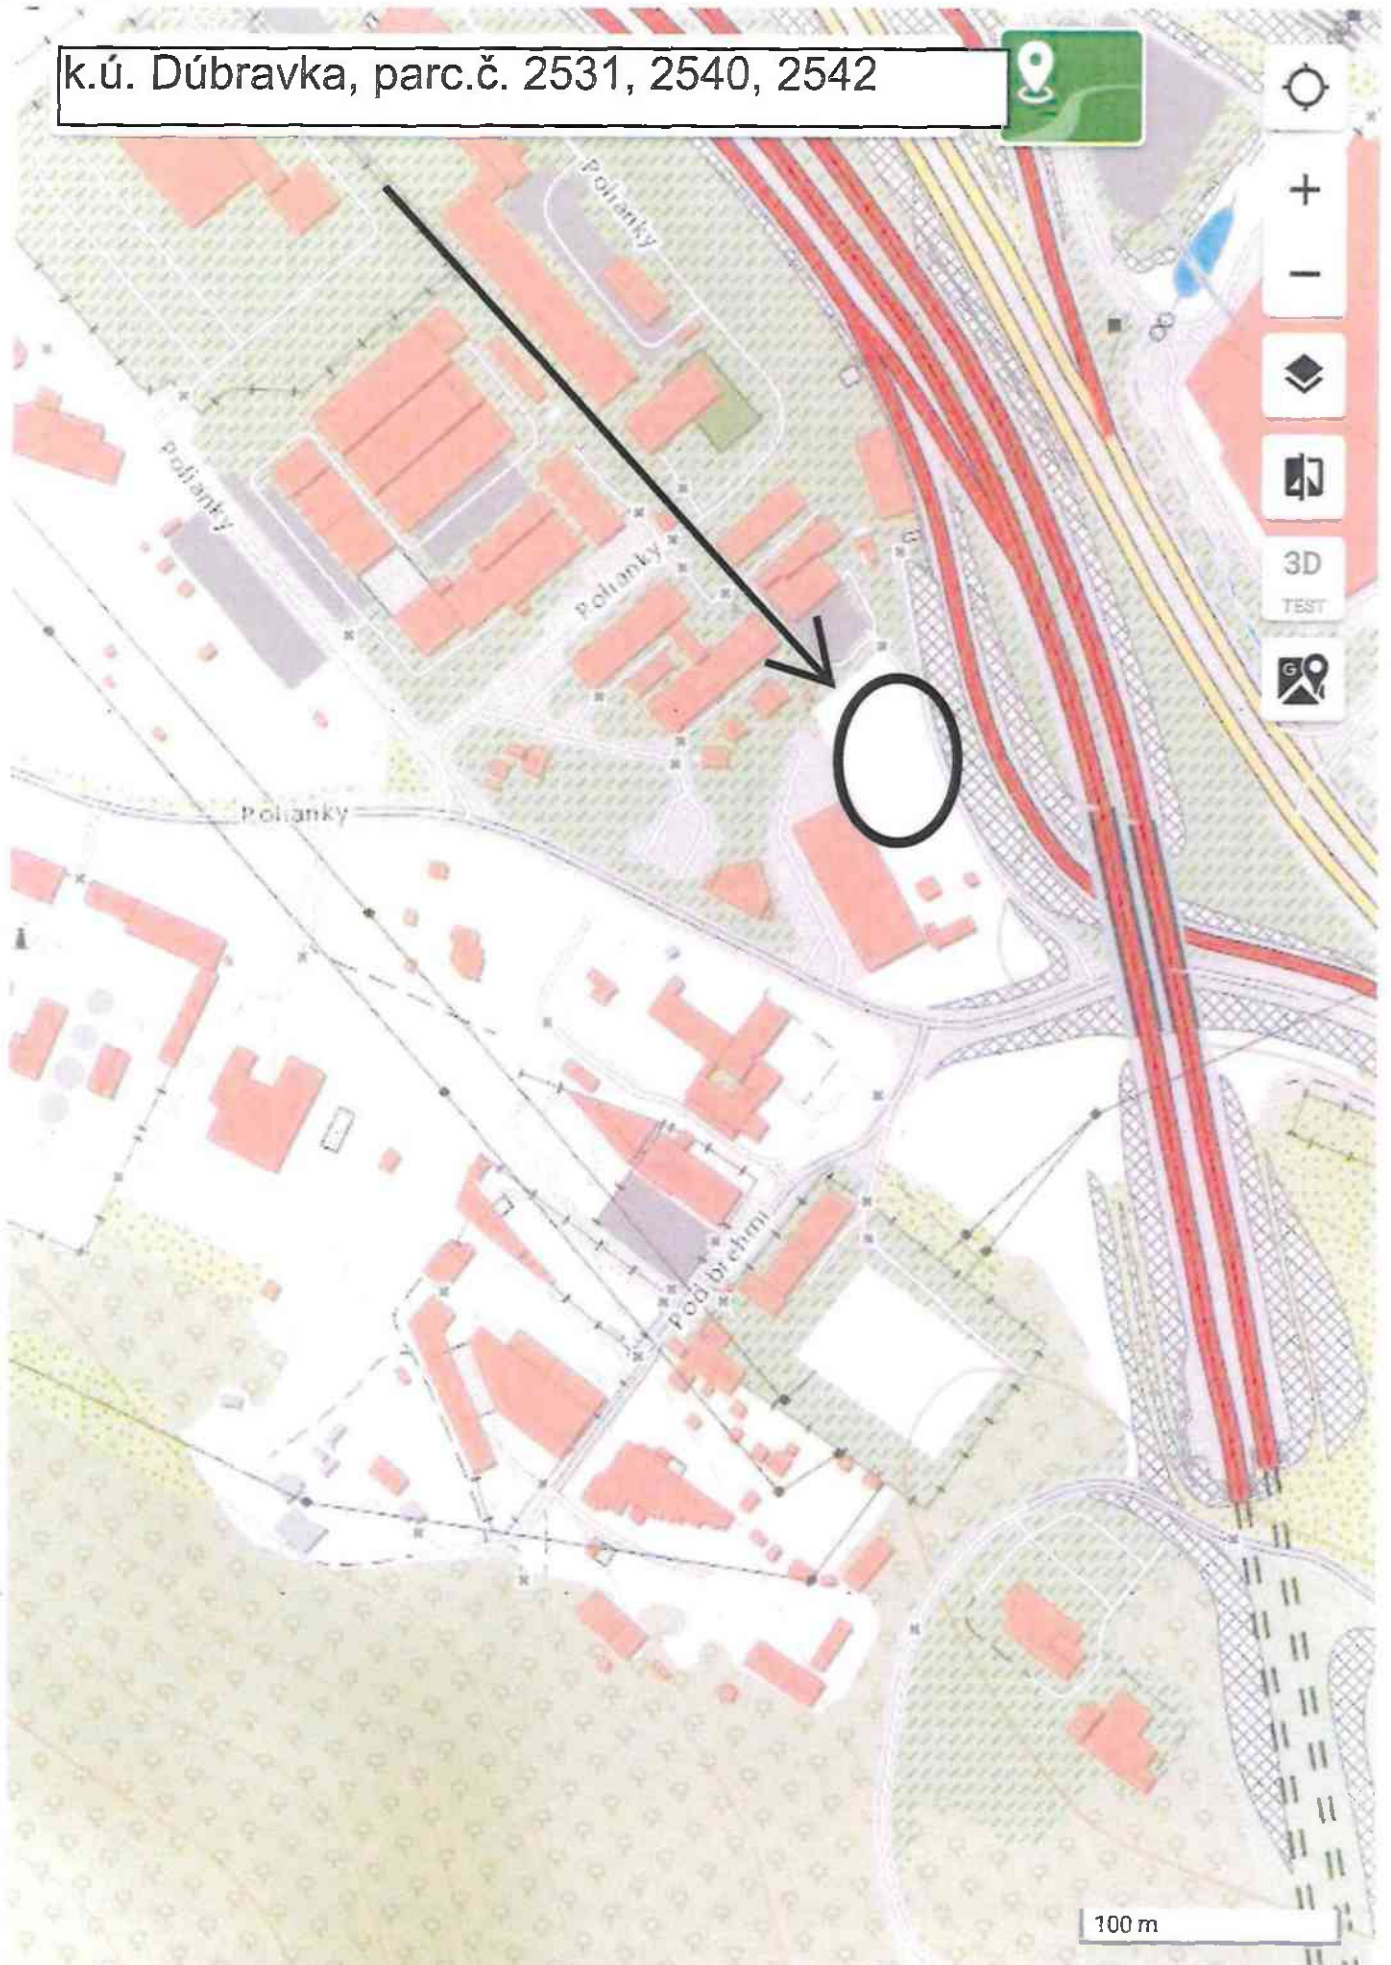 k.ú. Dúbravka, parc.č. 2531, 2540, 2542
Polianky
3D
TEST
G
Polianky
Polianky
Polianky
Pod brehmi
100 m